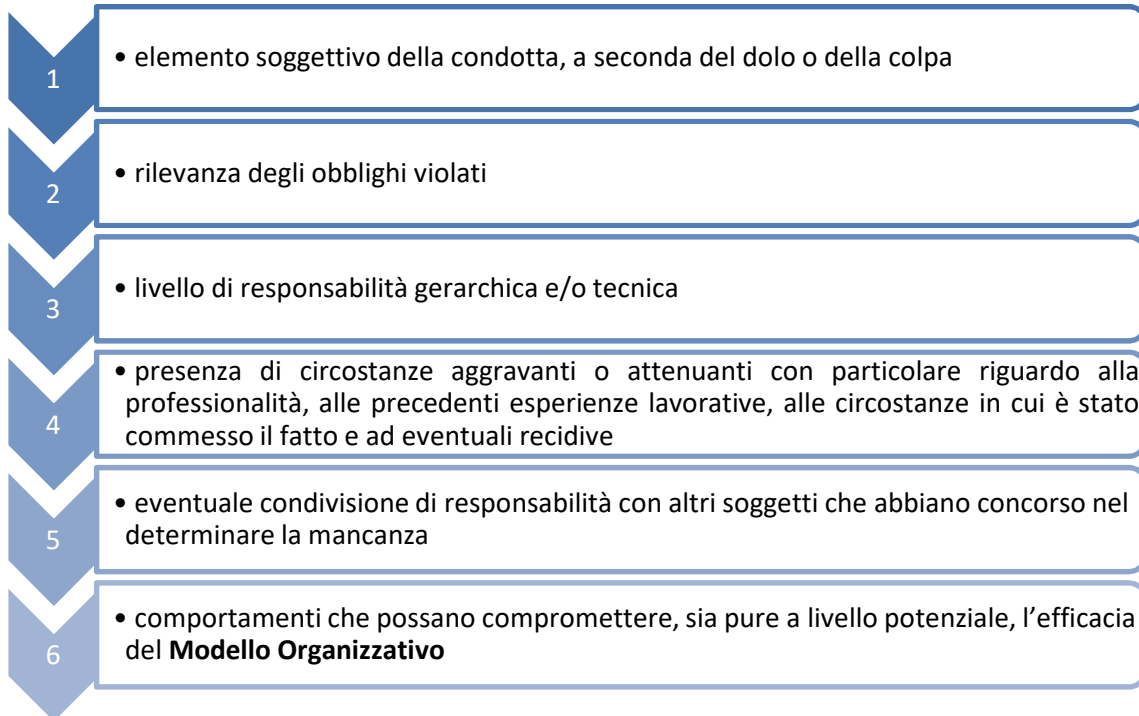 1
• elemento soggettivo della condotta, a seconda del dolo o della colpa
2
• rilevanza degli obblighi violati
3
• livello di responsabilità gerarchica e/o tecnica
4
• presenza di circostanze aggravanti o attenuanti con particolare riguardo alla
professionalità, alle precedenti esperienze lavorative, alle circostanze in cui è stato
commesso il fatto e ad eventuali recidive
5
• eventuale condivisione di responsabilità con altri soggetti che abbiano concorso nel
determinare la mancanza
6
• comportamenti che possano compromettere, sia pure a livello potenziale, l’efficacia
del Modello Organizzativo